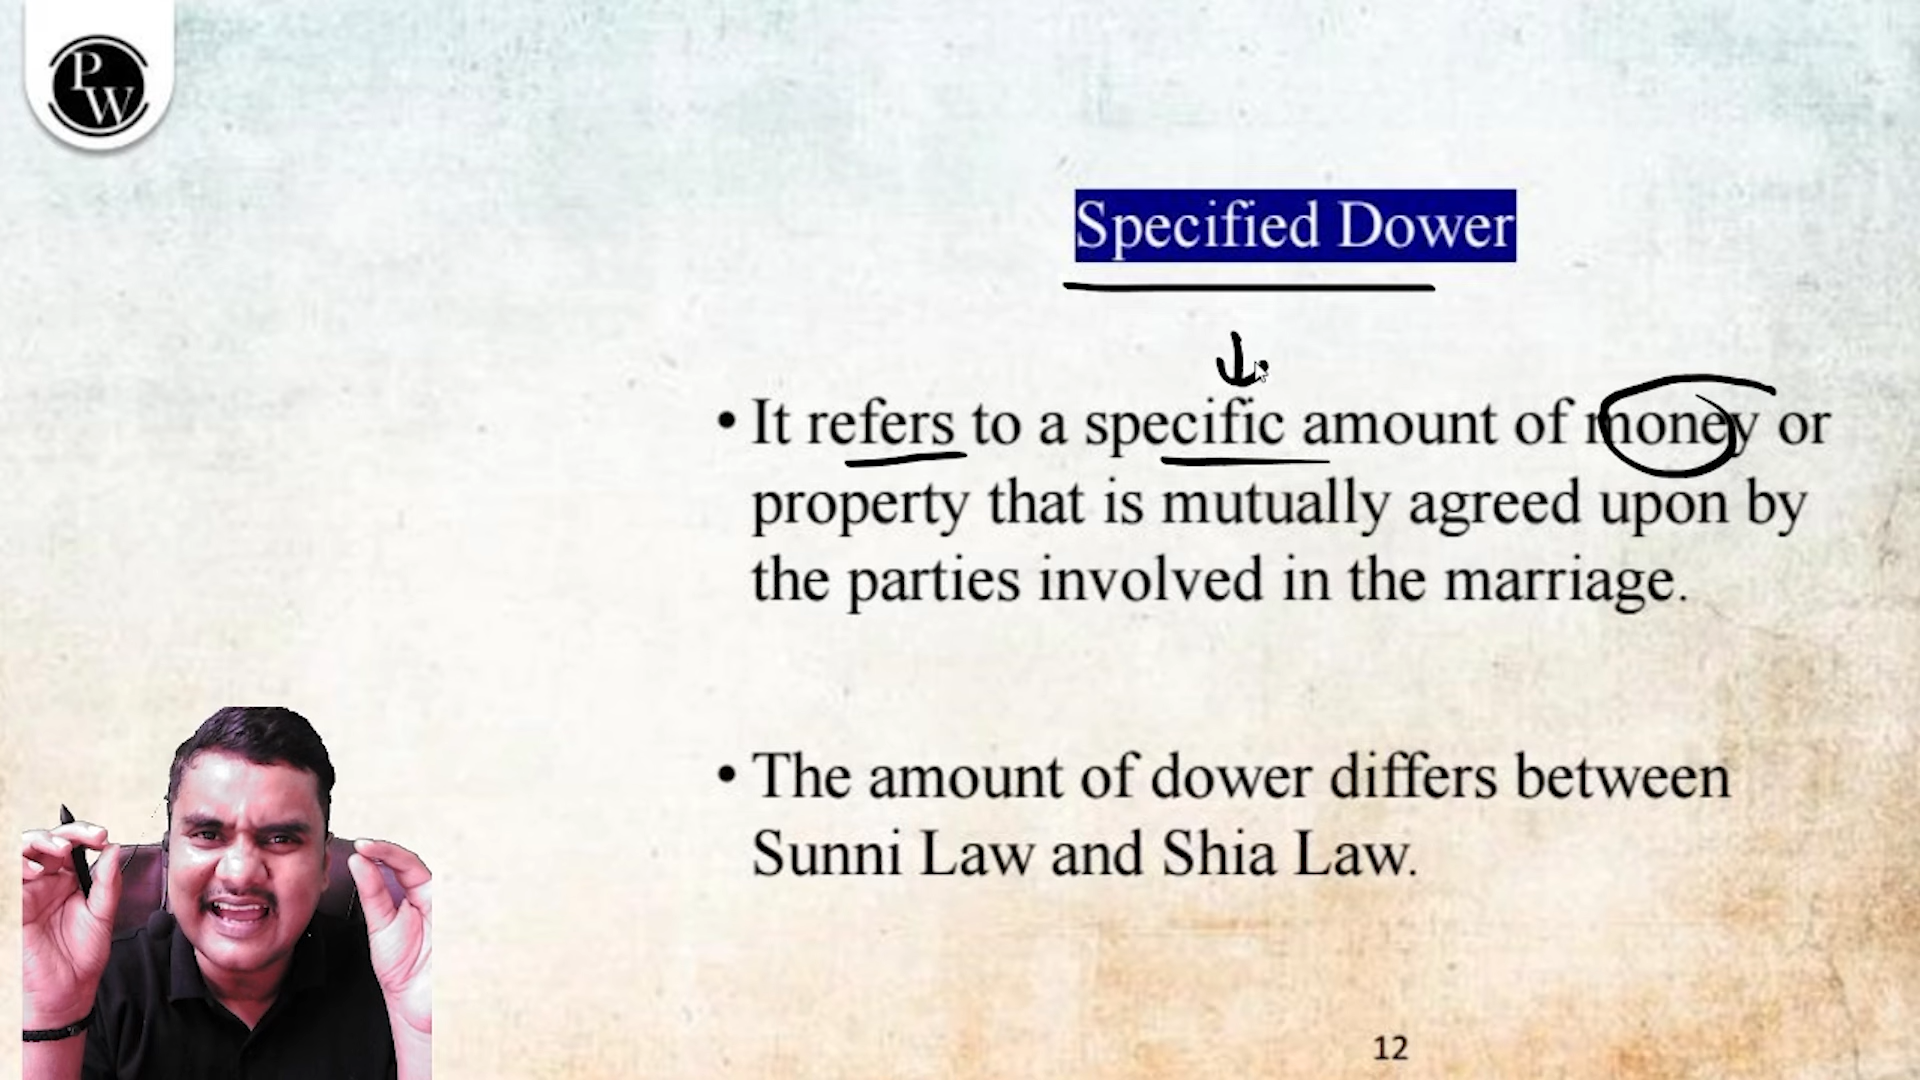 PW
Specified Dower
• It refers to a specific amount of money or
property that is mutually agreed upon by
the parties involved in the marriage.
• The amount of dower differs between
Sunni Law and Shia Law.
12